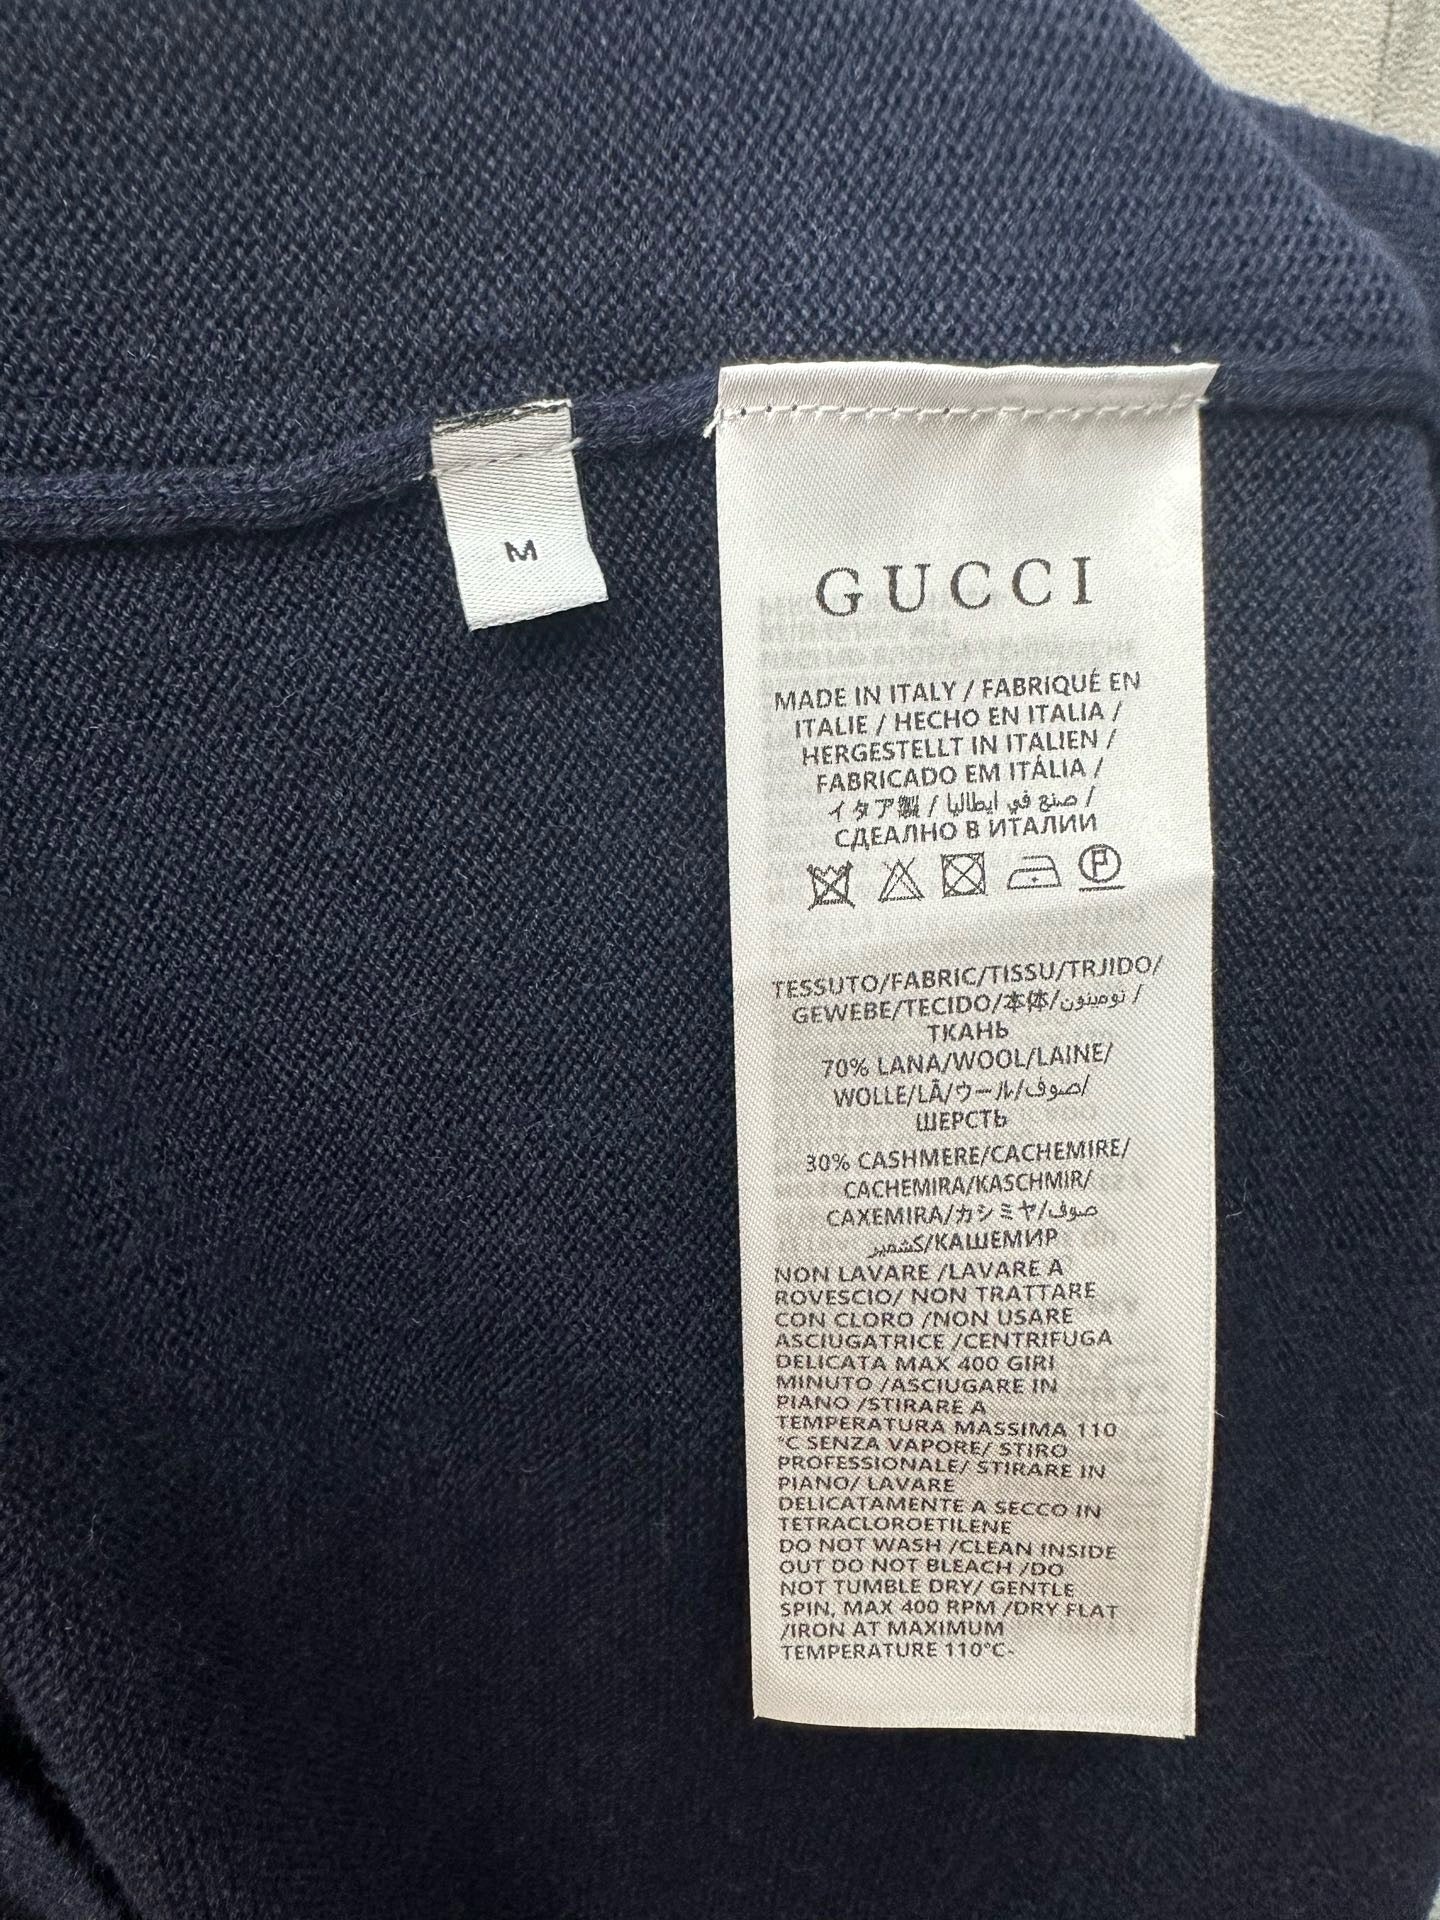 M
GUCCI
MADE IN ITALY / FABRIQUÉ EN
ITALIE / HECHO EN ITALIA /
HERGESTELLT IN ITALIEN /
FABRICADO EM ITÁLIA /
イタア製 / صنع في ايطاليا /
СДЕАЛНО В ИТАЛИИ
P
TESSUTO/FABRIC/TISSU/TRJIDO/
GEWEBE/TECIDO/本体/نومينون /
ТКАНЬ
70% LANA/WOOL/LAINE/
WOLLE/LÃ/ウール/صوف/
ШЕРСТЬ
30% CASHMERE/CACHEMIRE/
CACHEMIRA/KASCHMIR/
CAXEMIRA/カシミヤ/صوف
كشمير/КАШЕМИР
NON LAVARE /LAVARE A
ROVESCIO/ NON TRATTARE
CON CLORO /NON USARE
ASCIUGATRICE /CENTRIFUGA
DELICATA MAX 400 GIRI
MINUTO /ASCIUGARE IN
PIANO /STIRARE A
TEMPERATURA MASSIMA 110
°C SENZA VAPORE/ STIRO
PROFESSIONALE/ STIRARE IN
PIANO/ LAVARE
DELICATAMENTE A SECCO IN
TETRACLOROETILENE
DO NOT WASH /CLEAN INSIDE
OUT DO NOT BLEACH /DO
NOT TUMBLE DRY/ GENTLE
SPIN, MAX 400 RPM /DRY FLAT
/IRON AT MAXIMUM
TEMPERATURE 110°C-